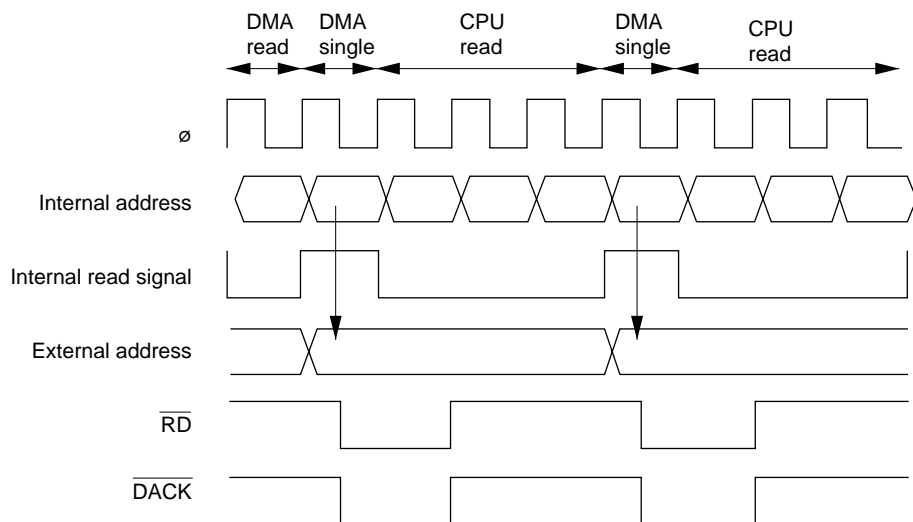 DMA
read
DMA
single
CPU
read
DMA
single
CPU
read
ø
Internal address
Internal read signal
External address
RD
DACK